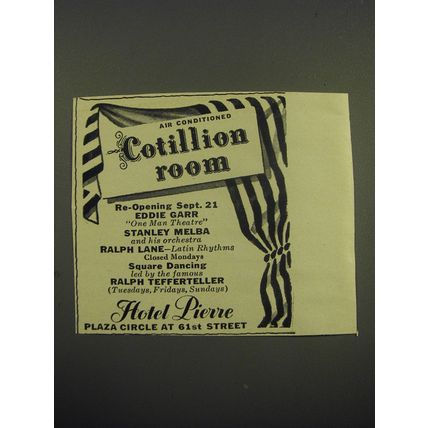 AIR CONDITIONED
Cotillion
room
Re-Opening Sept. 21
EDDIE GARR
"One Man Theatre"
STANLEY MELBA
and his orchestra
RALPH LANE—Latin Rhythms
Closed Mondays
Square Dancing
led by the famous
RALPH TEFFERTELLER
(Tuesdays, Fridays, Sundays)
Hotel Pierre
PLAZA CIRCLE AT 61st STREET